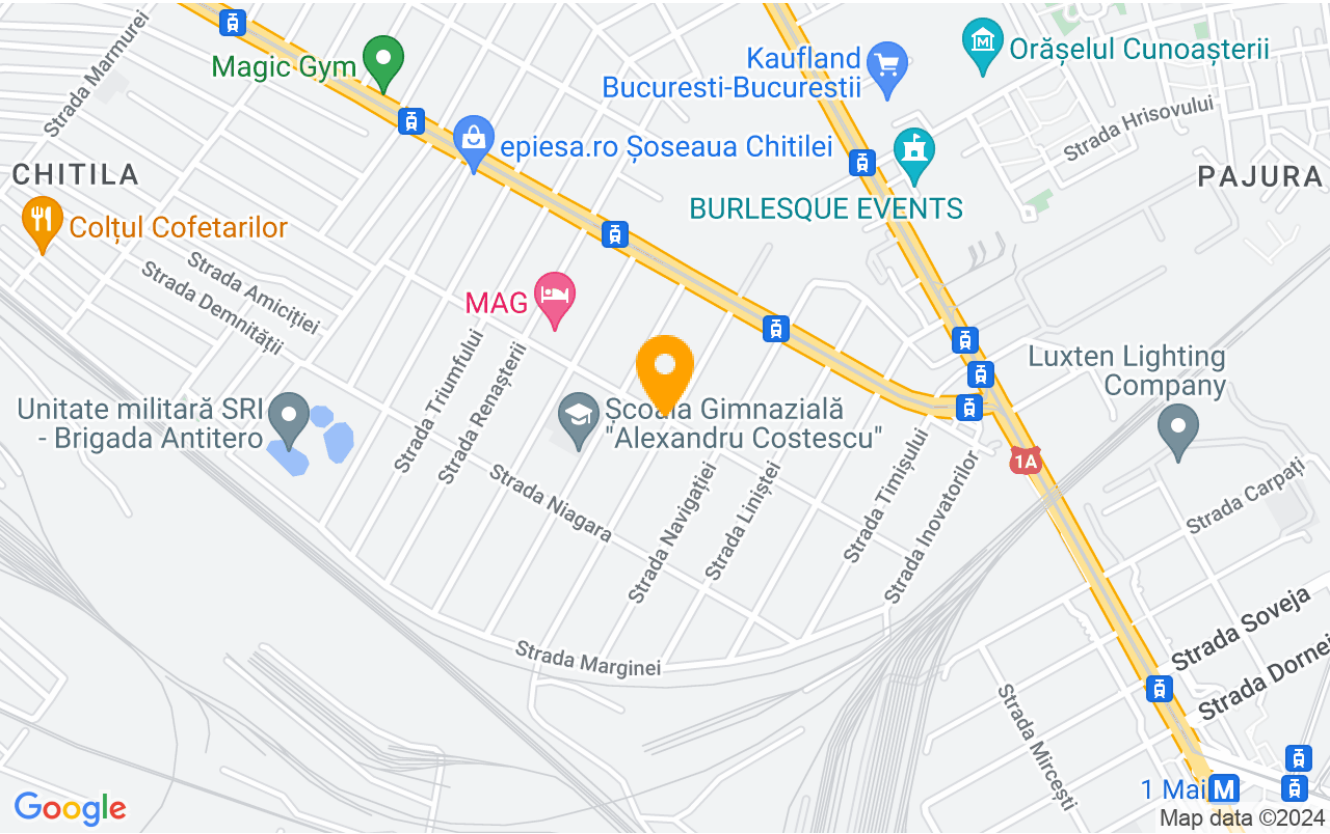 Strada Marmurei
Magic Gym
Kaufland
Bucuresti-Bucurestii
Orășelul Cunoașterii
Strada Hrisovului
epiesa.ro Șoseaua Chitilei
CHITILA
PAJURA
BURLESQUE EVENTS
Colțul Cofetarilor
Strada Amiciției
Strada Demnității
MAG
Strada Triumfului
Strada Renașterii
Luxten Lighting
Company
Unitate militară SRI
- Brigada Antitero
Școala Gimnazială
"Alexandru Costescu"
1A
Strada Niagara
Strada Navigației
Strada Liniștei
Strada Timișului
Strada Inovatorilor
Strada Carpați
Strada Marginei
Strada Soveja
Strada Dornei
Strada Mircești
1 Mai M
Google
Map data ©2024